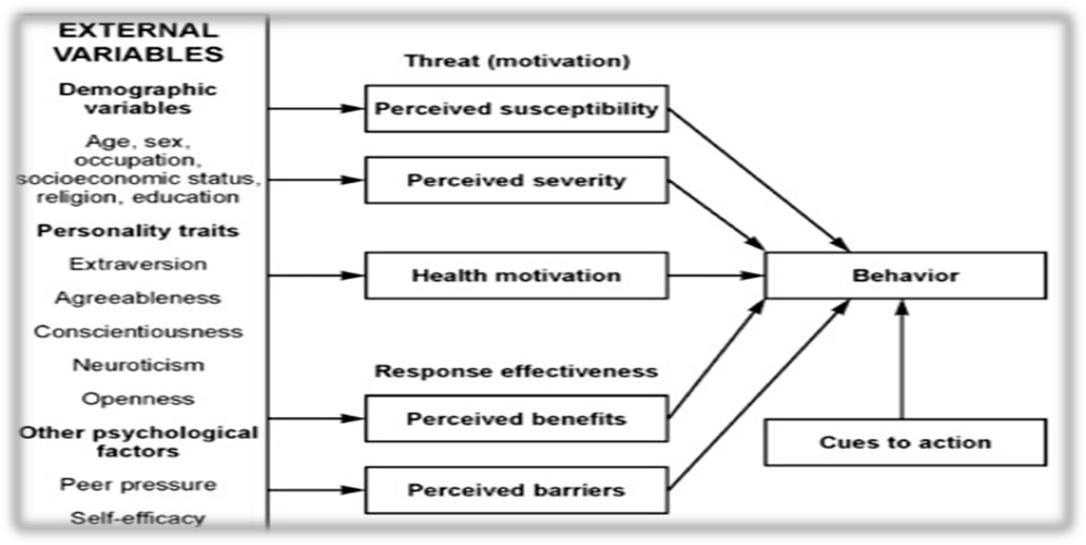 EXTERNAL
VARIABLES
Demographic
variables
Age, sex,
occupation,
socioeconomic status,
religion, education
Personality traits
Extraversion
Agreeableness
Conscientiousness
Neuroticism
Openness
Other psychological
factors
Peer pressure
Self-efficacy
Threat (motivation)
Perceived susceptibility
Perceived severity
Health motivation
Response effectiveness
Perceived benefits
Perceived barriers
Behavior
Cues to action